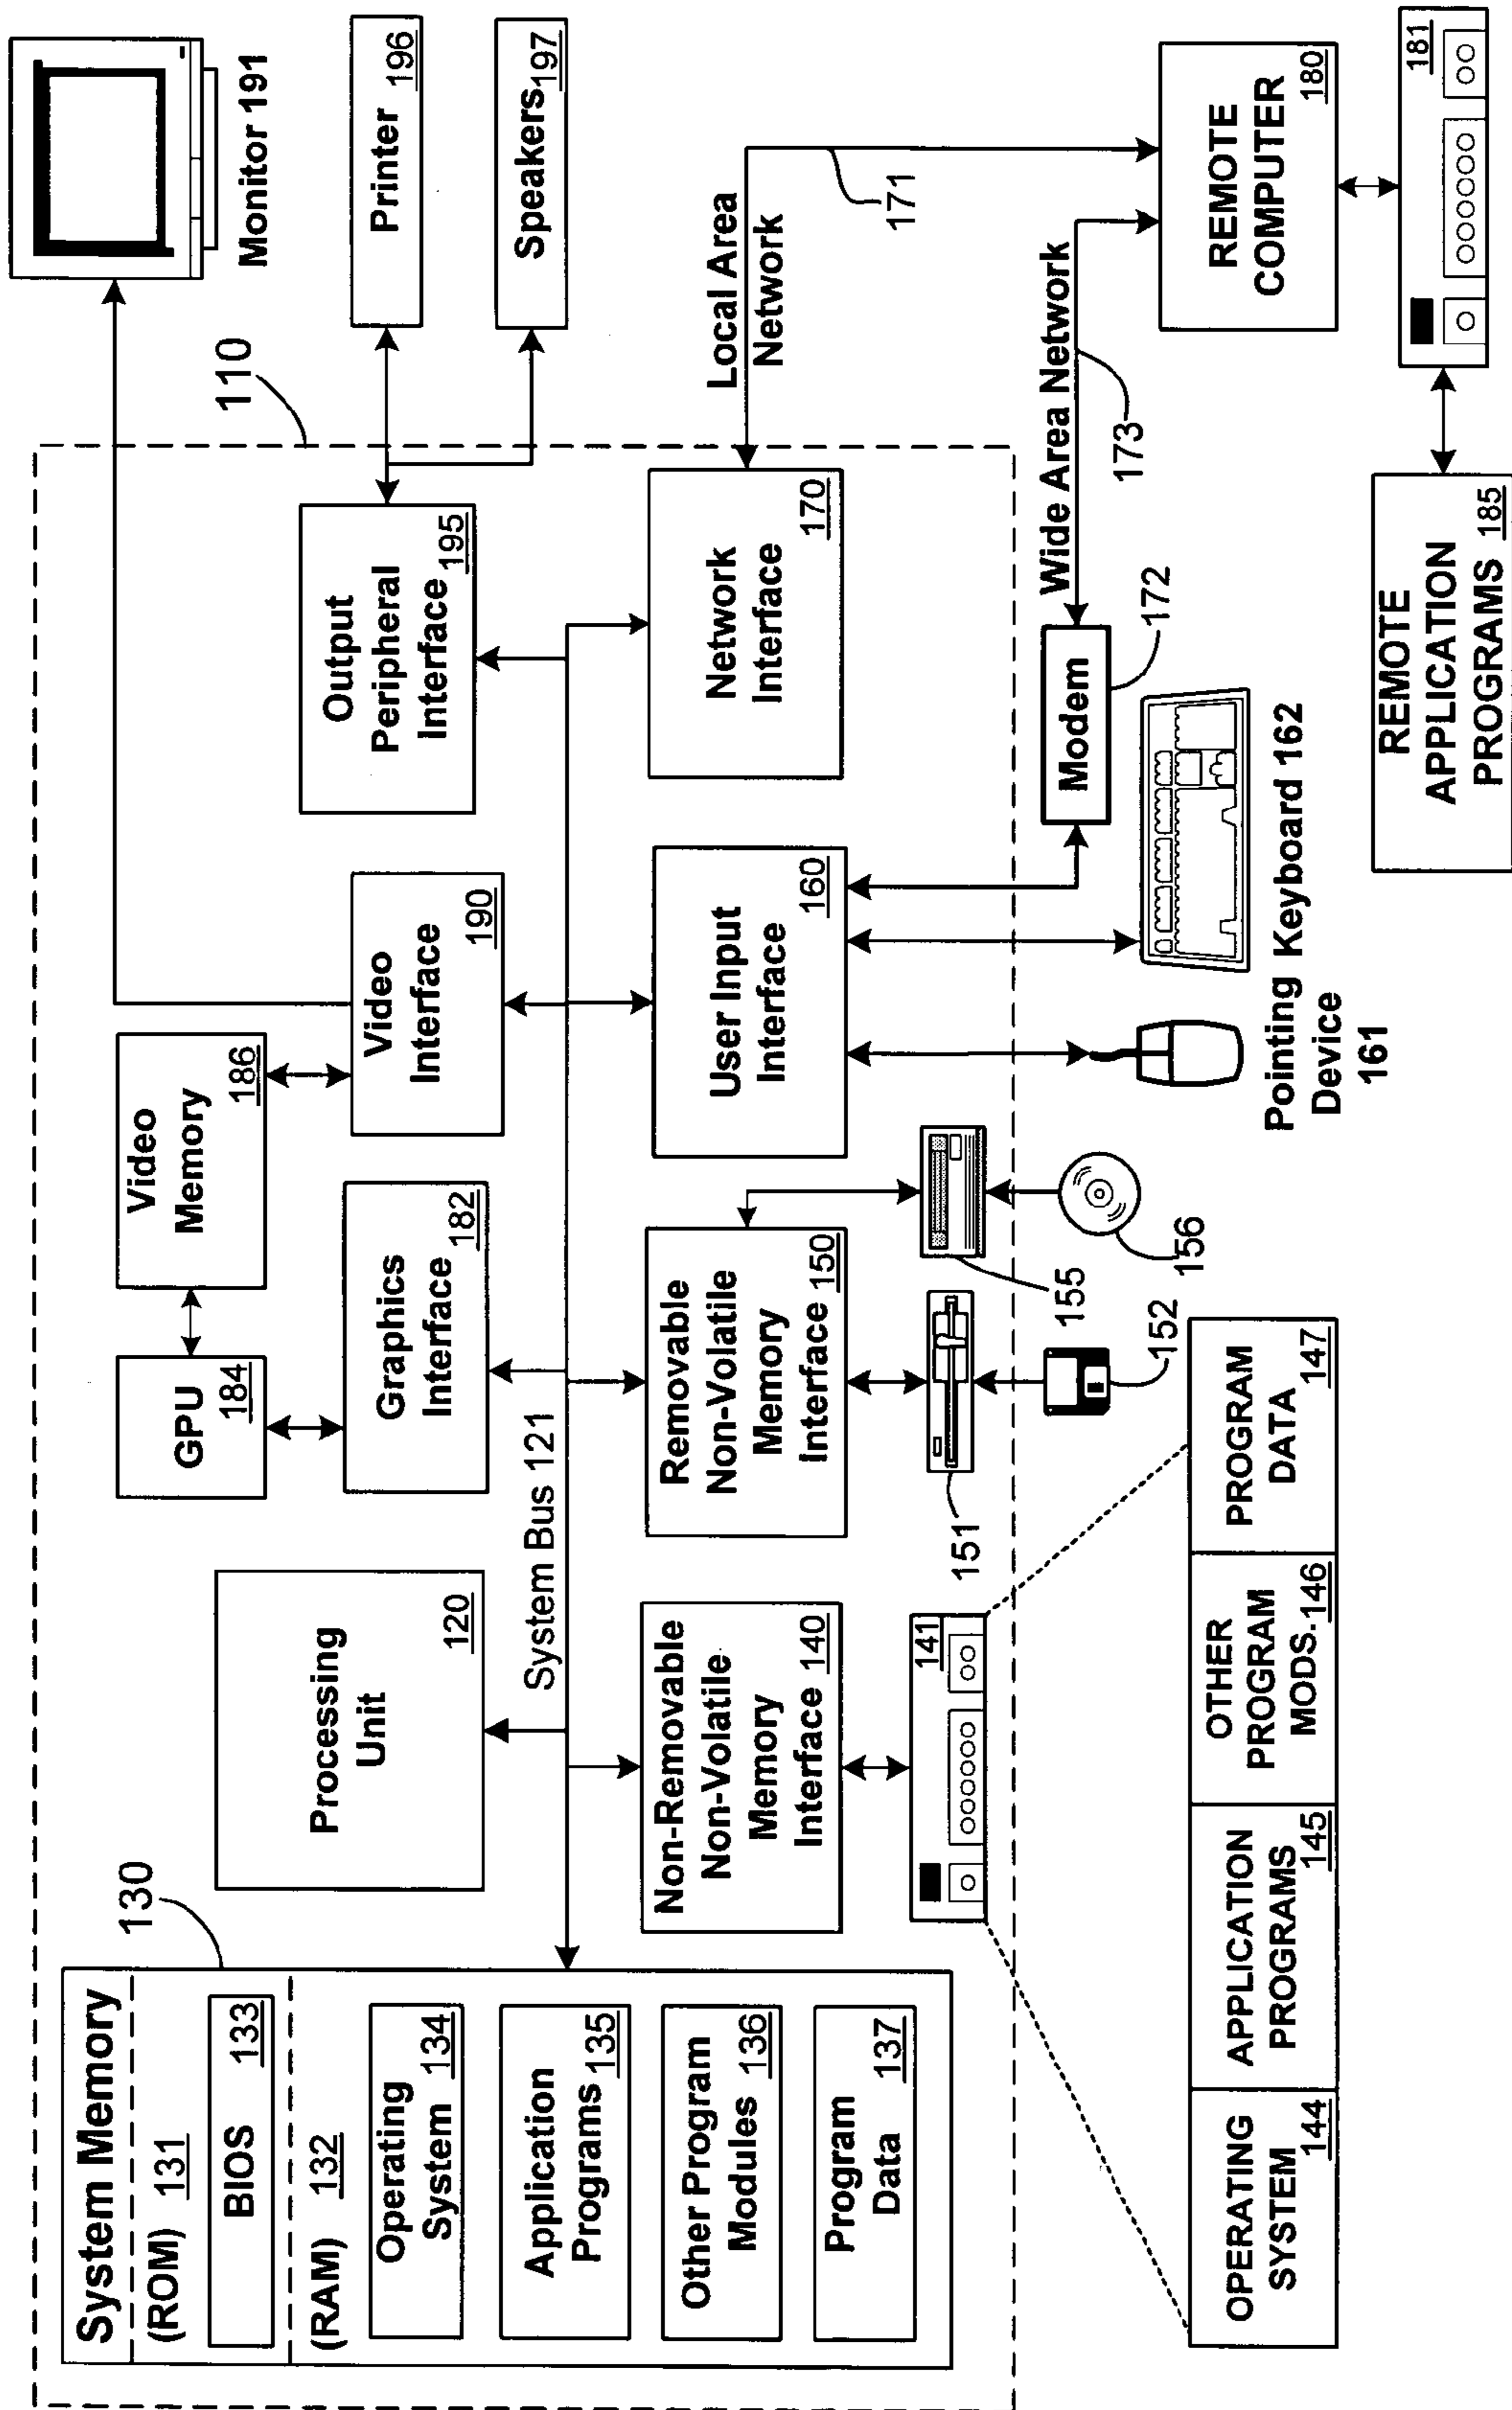 System Memory
(ROM) 131
BIOS 133
(RAM) 132
Operating
System 134
Application
Programs 135
Other Program
Modules 136
Program
Data 137
130
Processing
Unit
120
System Bus 121
GPU
184
Video
Memory
186
Graphics
Interface
182
Video
Interface
190
Output
Peripheral
Interface 195
110
Monitor 191
Printer
196
Speakers 197
Non-Removable
Non-Volatile
Memory
Interface 140
Removable
Non-Volatile
Memory
Interface 150
User Input
Interface
160
Network
Interface
170
Local Area
Network
171
141
151
152
155
156
Wide Area Network
173
Modem
172
Pointing
Device
161
Keyboard 162
REMOTE
COMPUTER
180
181
REMOTE
APPLICATION
PROGRAMS 185
OPERATING
SYSTEM 144
APPLICATION
PROGRAMS 145
OTHER
PROGRAM
MODS. 146
PROGRAM
DATA 147